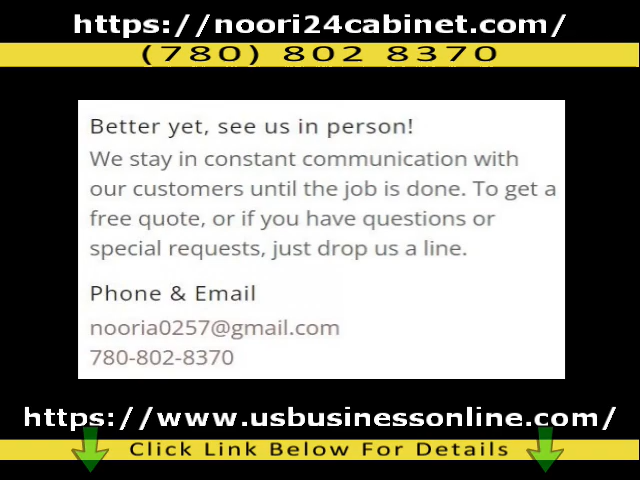 https://noori24cabinet.com/
(780) 802 8370
Better yet, see us in person!
We stay in constant communication with
our customers until the job is done. To get a
free quote, or if you have questions or
special requests, just drop us a line.
Phone & Email
nooria0257@gmail.com
780-802-8370
https://www.usbusinessonline.com/
Click Link Below For Details